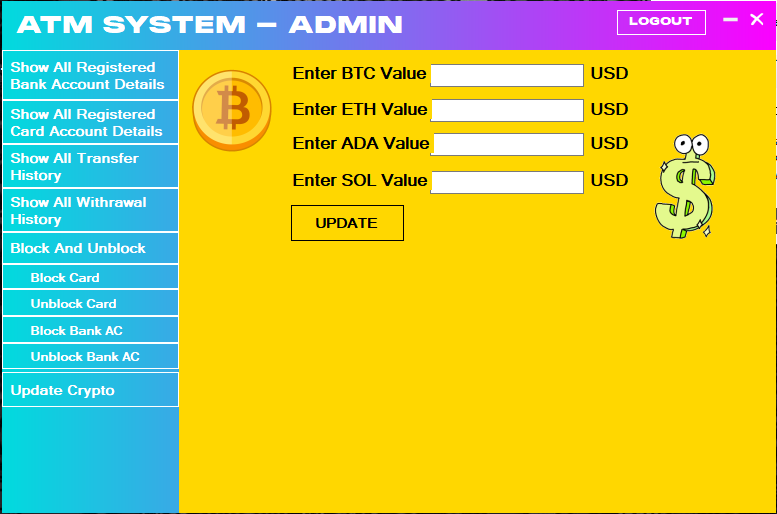 ATM SYSTEM – ADMIN
LOGOUT
Show All Registered
Bank Account Details
Show All Registered
Card Account Details
Show All Transfer
History
Show All Withrawal
History
Block And Unblock
Block Card
Unblock Card
Block Bank AC
Unblock Bank AC
Update Crypto
Enter BTC Value USD
Enter ETH Value USD
Enter ADA Value USD
Enter SOL Value USD
UPDATE